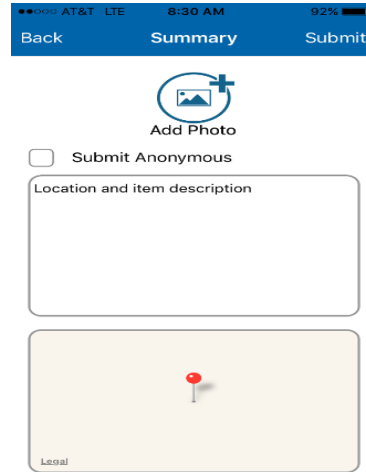 ●●○○○ AT&T LTE 8:30 AM 92%
Back Summary Submit
Add Photo
Submit Anonymous
Location and item description
Legal